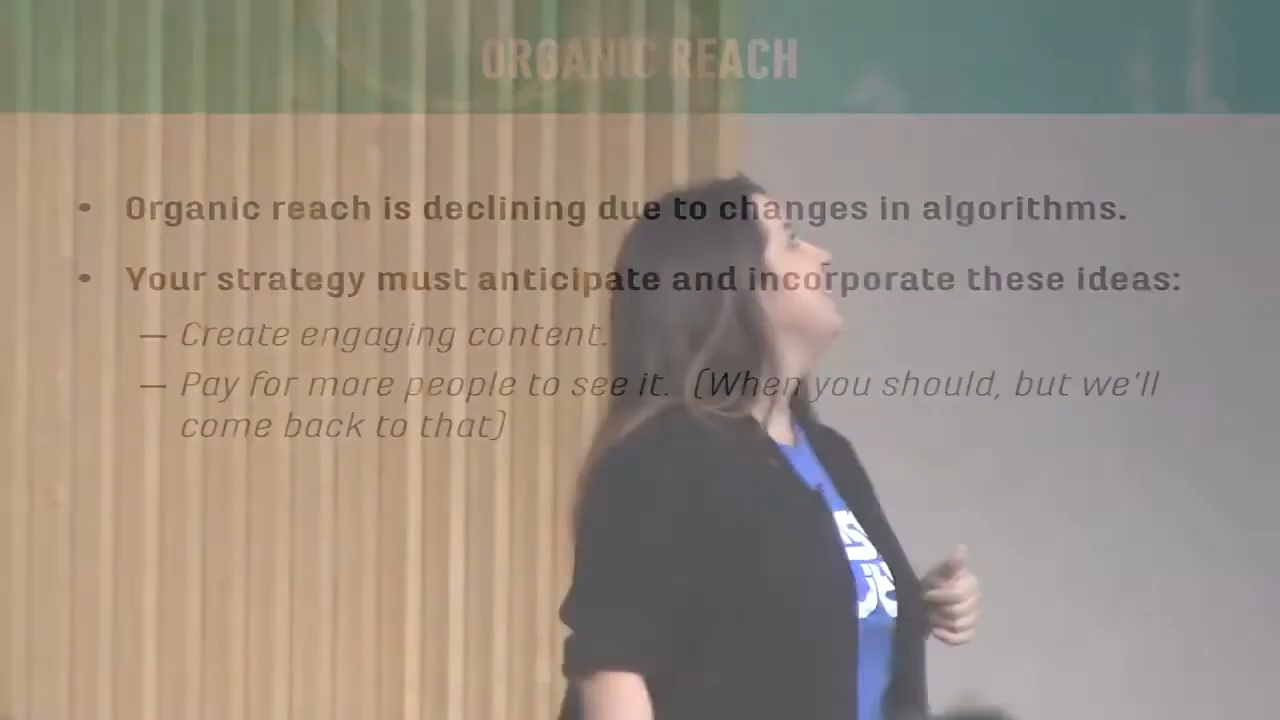 ORGANIC REACH
• Organic reach is declining due to changes in algorithms.
• Your strategy must anticipate and incorporate these ideas:
— Create engaging content.
— Pay for more people to see it. (When you should, but we'll
come back to that)